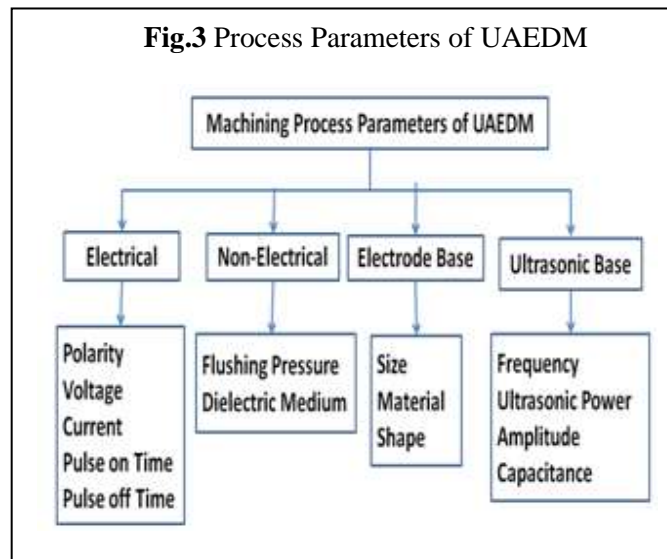 Fig.3 Process Parameters of UAEDM
Machining Process Parameters of UAEDM
Electrical
Non-Electrical
Electrode Base
Ultrasonic Base
Polarity
Voltage
Current
Pulse on Time
Pulse off Time
Flushing Pressure
Dielectric Medium
Size
Material
Shape
Frequency
Ultrasonic Power
Amplitude
Capacitance